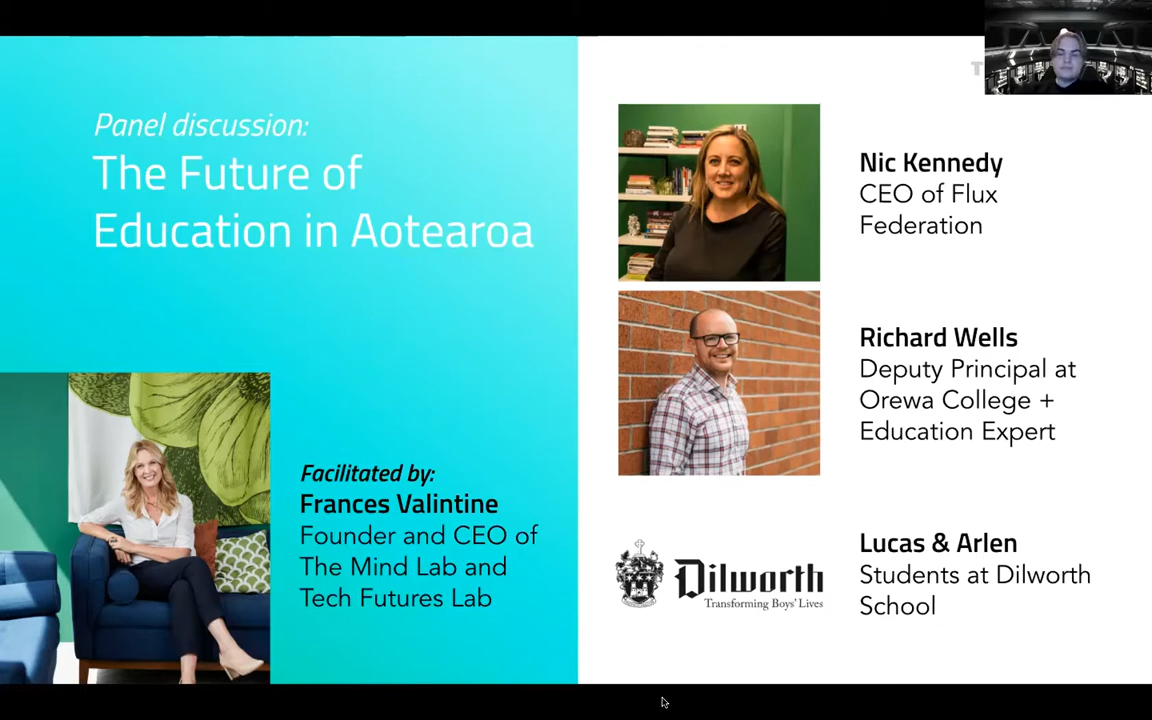 Panel discussion:
The Future of
Education in Aotearoa
Facilitated by:
Frances Valintine
Founder and CEO of
The Mind Lab and
Tech Futures Lab
Nic Kennedy
CEO of Flux
Federation
Richard Wells
Deputy Principal at
Orewa College +
Education Expert
Dilworth
Transforming Boys' Lives
Lucas & Arlen
Students at Dilworth
School